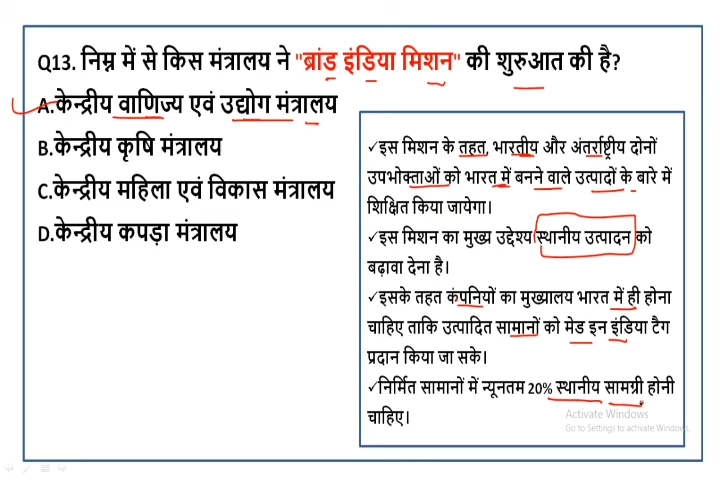 Q13. निम्न में से किस मंत्रालय ने "ब्रांड इंडिया मिशन" की शुरुआत की है?
A.केन्द्रीय वाणिज्य एवं उद्योग मंत्रालय
B.केन्द्रीय कृषि मंत्रालय
C.केन्द्रीय महिला एवं विकास मंत्रालय
D.केन्द्रीय कपड़ा मंत्रालय
✓इस मिशन के तहत, भारतीय और अंतर्राष्ट्रीय दोनों
उपभोक्ताओं को भारत में बनने वाले उत्पादों के बारे में
शिक्षित किया जायेगा।
✓इस मिशन का मुख्य उद्देश्य स्थानीय उत्पादन को
बढ़ावा देना है।
✓इसके तहत कंपनियों का मुख्यालय भारत में ही होना
चाहिए ताकि उत्पादित सामानों को मेड इन इंडिया टैग
प्रदान किया जा सके।
✓निर्मित सामानों में न्यूनतम 20% स्थानीय सामग्री होनी
चाहिए।
Activate Windows
Go to Settings to activate Windows.